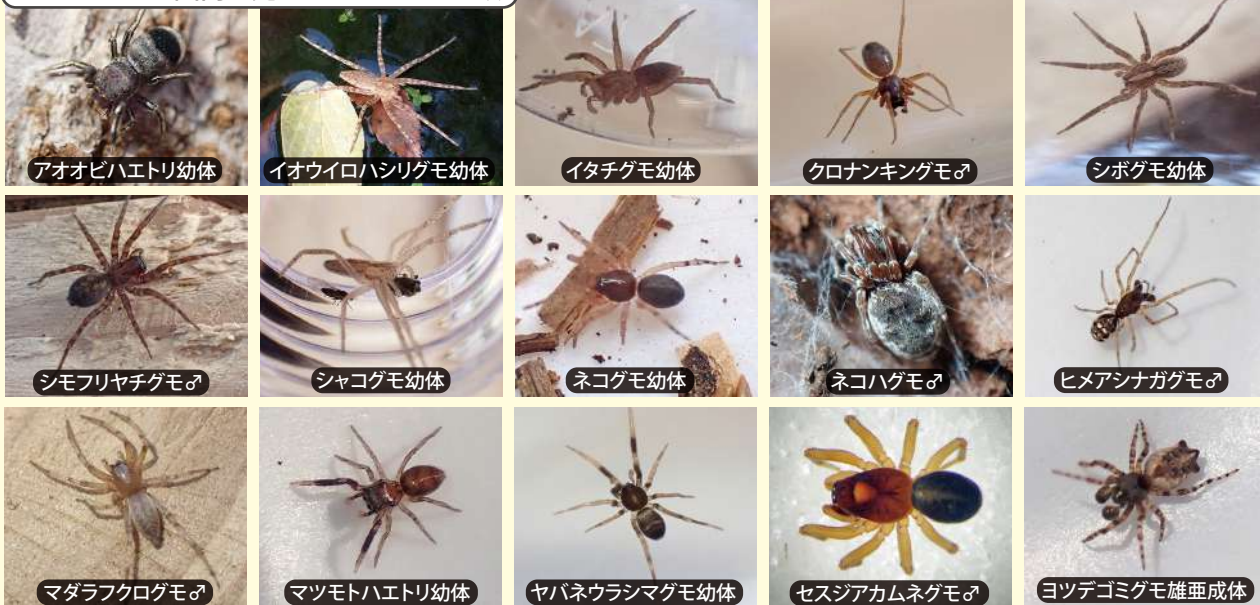 アオオビハエトリ幼体
イオウイロハシリグモ幼体
イタチグモ幼体
クロナンキングモ♂
シボグモ幼体
シモフリヤチグモ♂
シャコグモ幼体
ネコグモ幼体
ネコハグモ♂
ヒメアシナガグモ♂
マダラフクログモ♂
マツモトハエトリ幼体
ヤバネウラシマグモ幼体
セスジアカムネグモ♂
ヨツデゴミグモ雄亜成体